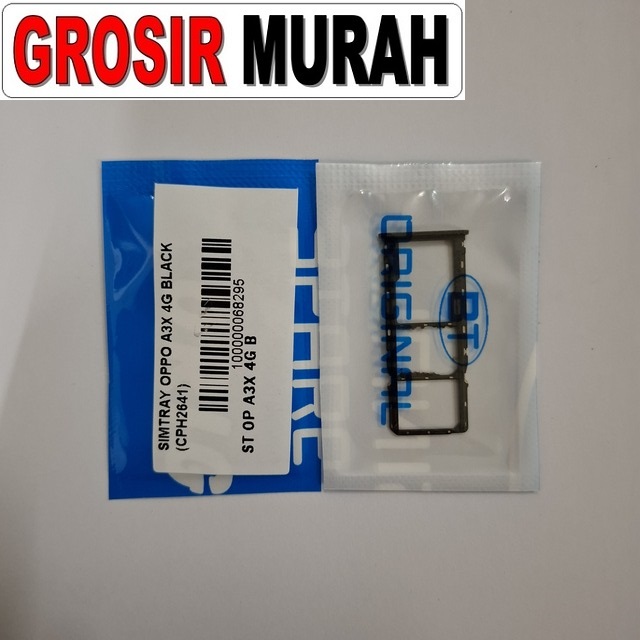 GROSIR MURAH
SIMTRAY OPPO A3X 4G BLACK
(CPH2641)
100000068295
ST OP A3X 4G B
ORIGINAL
BT